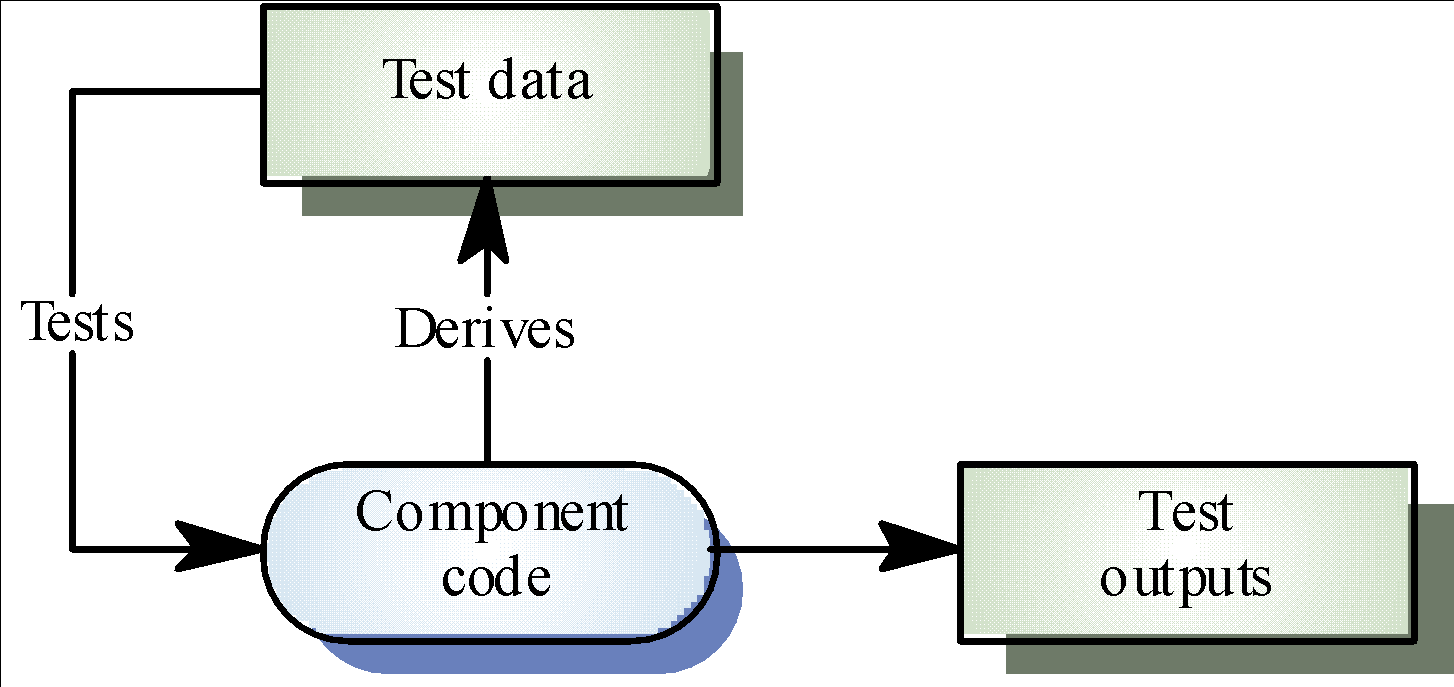 Test data
Tests
Derives
Component
code
Test
outputs